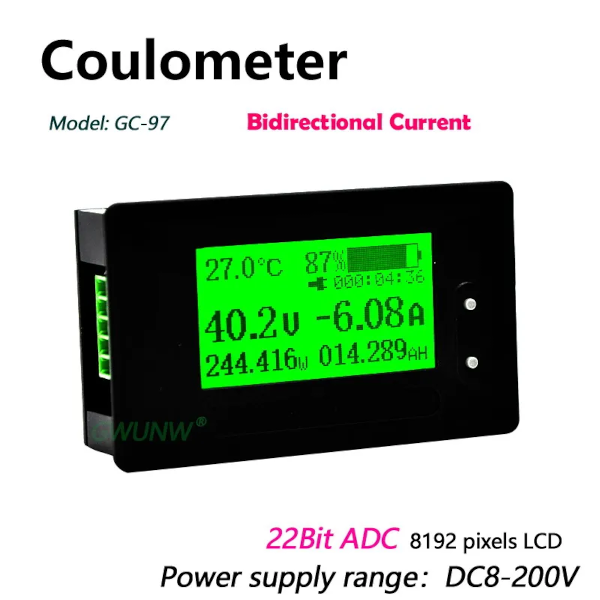 Coulometer
Model: GC-97 Bidirectional Current
27.0°C 87%
000:04:36
40.2V -6.08A
244.416W 014.289AH
GWUNW®
22Bit ADC 8192 pixels LCD
Power supply range: DC8-200V